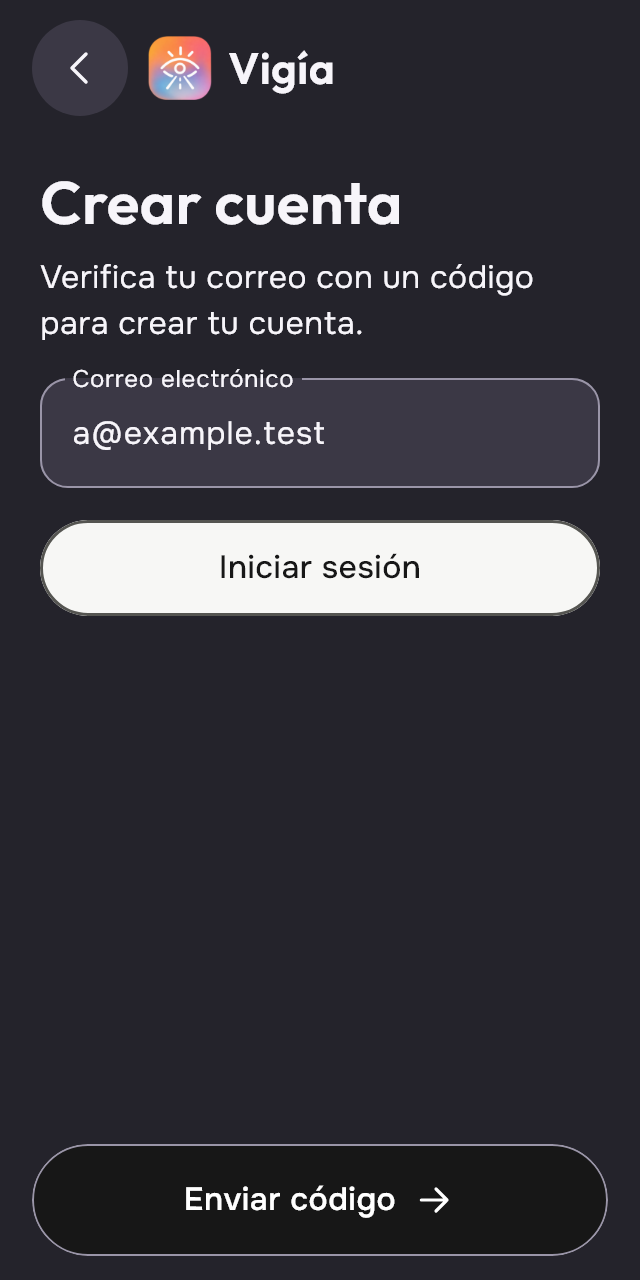 Vigía
Crear cuenta
Verifica tu correo con un código
para crear tu cuenta.
Correo electrónico
a@example.test
Iniciar sesión
Enviar código